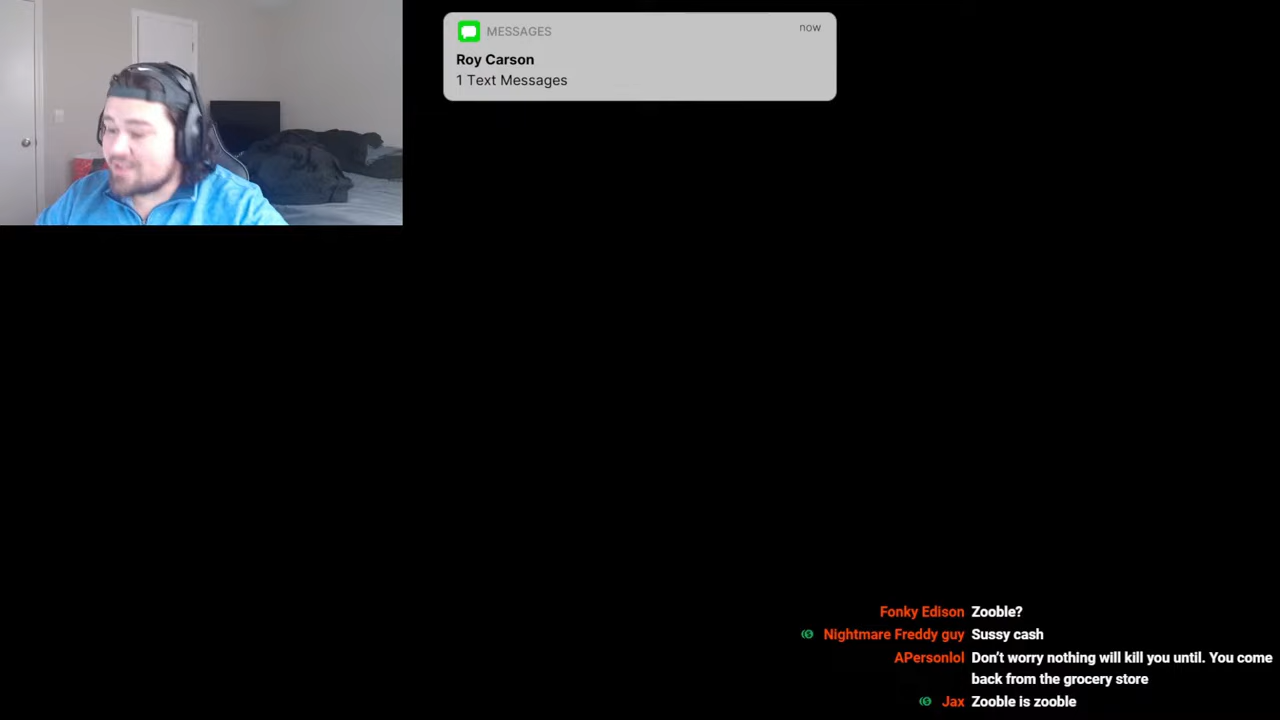 MESSAGES
now
Roy Carson
1 Text Messages
Fonky Edison Zooble?
Nightmare Freddy guy Sussy cash
APersonlol Don't worry nothing will kill you until. You come
back from the grocery store
Jax Zooble is zooble